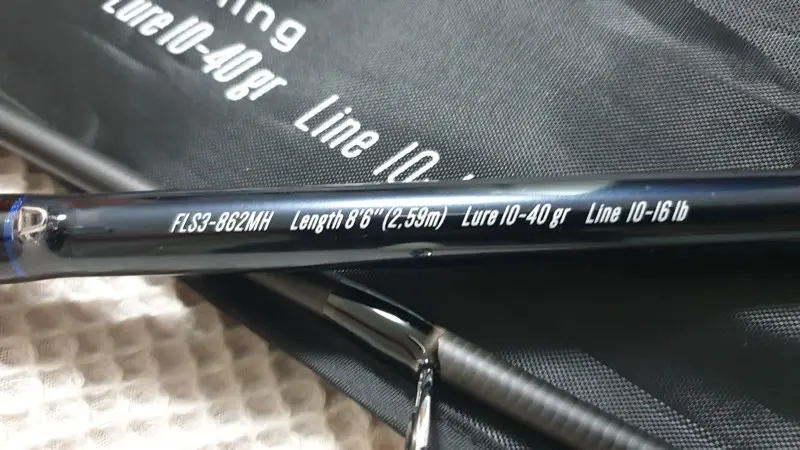 ing
Lure 10-40 gr Line 10-
FLS3-862MH Length 8'6" (2,59m) Lure 10-40 gr Line 10-16 lb